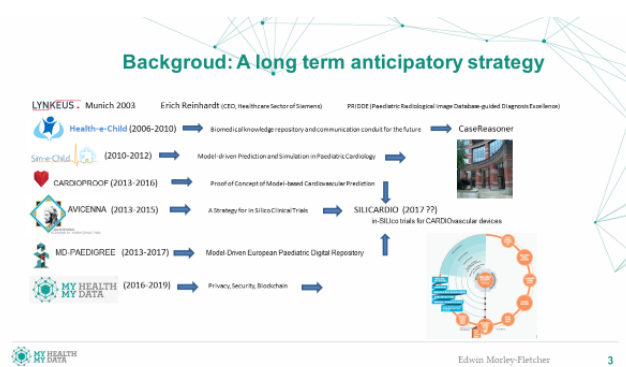 Backgroud: A long term anticipatory strategy
LYNKEUS. Munich 2003 Erich Reinhardt (CEO, Healthcare Sector of Siemens) PRIDDE (Paediatric Radiological Image Database-guided Diagnosis Excellence)
Health-e-Child (2006-2010) Biomedical knowledge repository and communication conduit for the future CaseReasoner
Sim-e-Child (2010-2012) Model-driven Prediction and Simulation in Paediatric Cardiology
CARDIOPROOF (2013-2016) Proof of Concept of Model-based Cardiovascular Prediction
AVICENNA (2013-2015) A Strategy for In Silico Clinical Trials SILICARDIO (2017 ??)
in-SILIco trials for CARDIOvascular devices
MD-PAEDIGREE (2013-2017) Model-Driven European Paediatric Digital Repository
MY HEALTH
MY DATA
(2016-2019) Privacy, Security, Blockchain
MY HEALTH
MY DATA
Edwin Morley-Fletcher
3